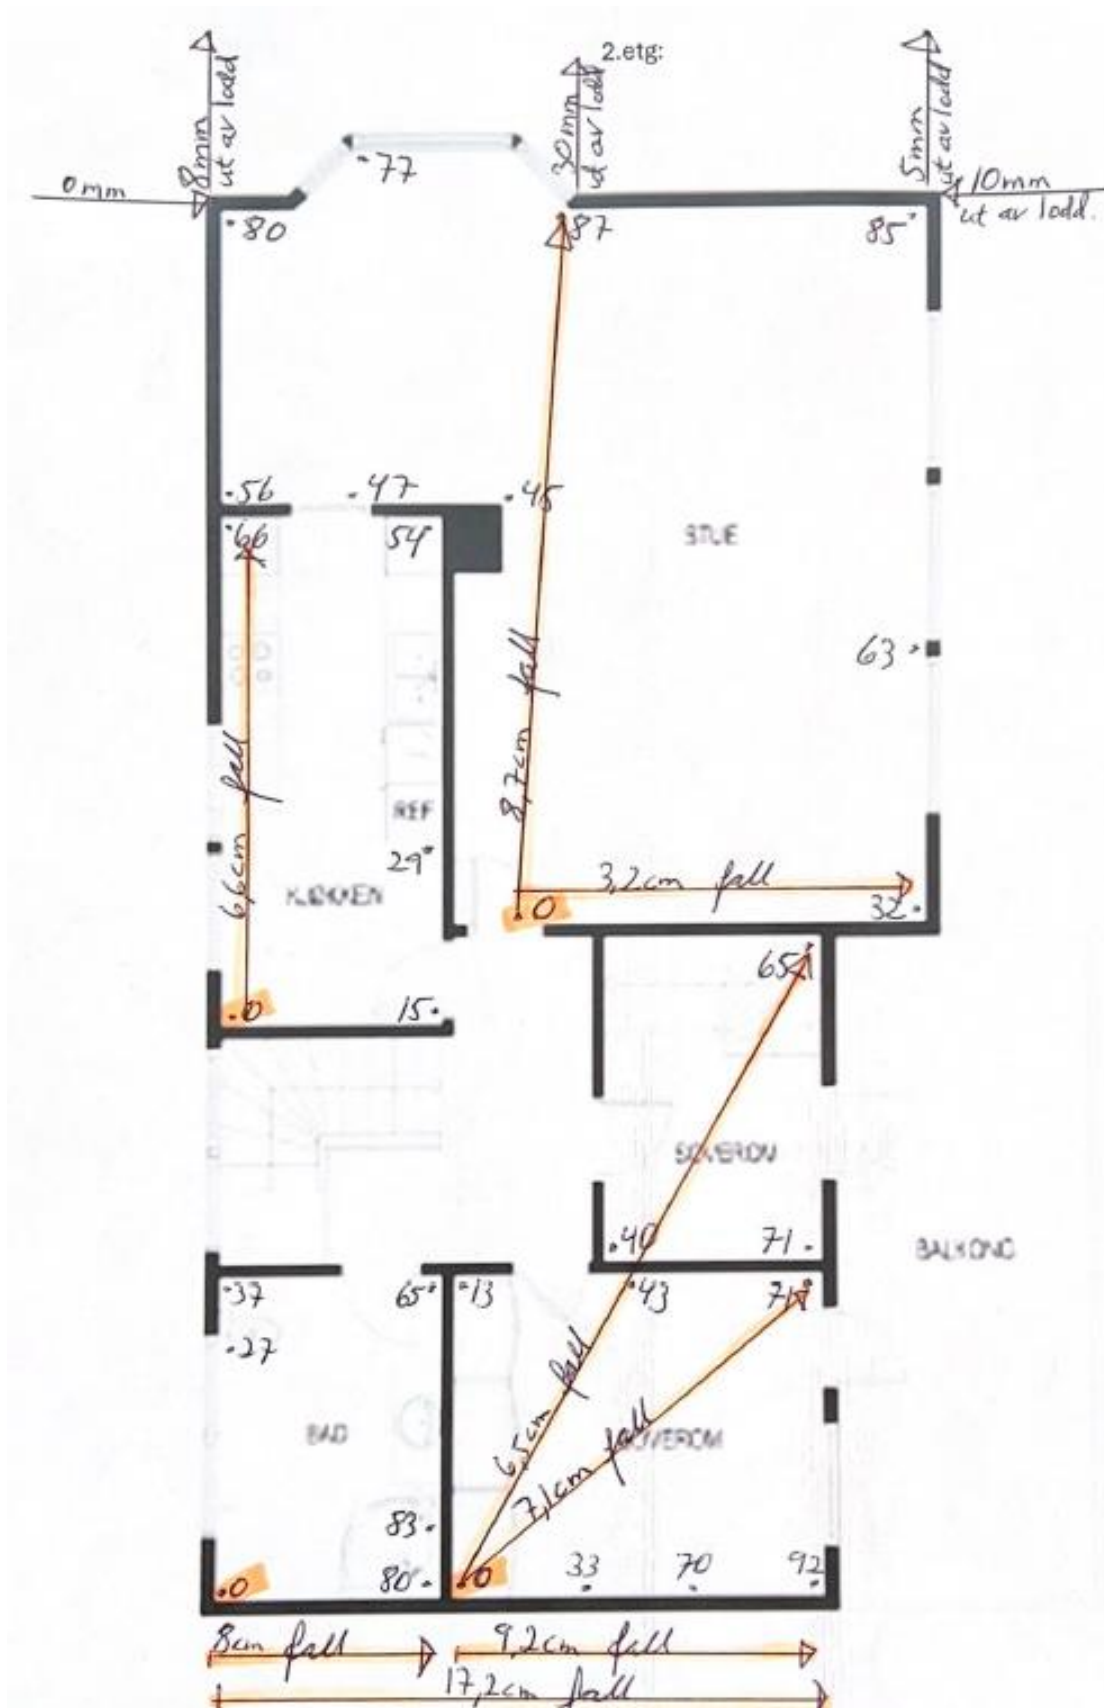 2.etg:
8mm
ut av lodd
30mm
ut av lodd
5mm
ut av lodd
0mm
10mm
ut av lodd.
77
80
87
85
56
47
45
66
54
STUE
63
8,7cm fall
6,6cm fall
REF
29
KJØKKEN
3,2cm fall
0
32
65
0
15
SOVEROM
40
71
BALKONG
37
65
13
43
71
27
6,5cm fall
BAD
SOVEROM
7,1cm fall
83
33
70
92
0
80
0
8cm fall
9,2cm fall
17,2cm fall